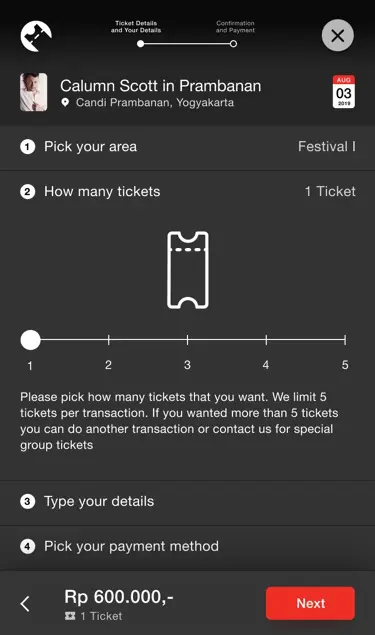 Ticket Details
and Your Details
Confirmation
and Payment
Calumn Scott in Prambanan
Candi Prambanan, Yogyakarta
AUG
03
2019
1 Pick your area
Festival I
2 How many tickets
1 Ticket
1 2 3 4 5
Please pick how many tickets that you want. We limit 5
tickets per transaction. If you wanted more than 5 tickets
you can do another transaction or contact us for special
group tickets
3 Type your details
4 Pick your payment method
Rp 600.000,-
1 Ticket
Next